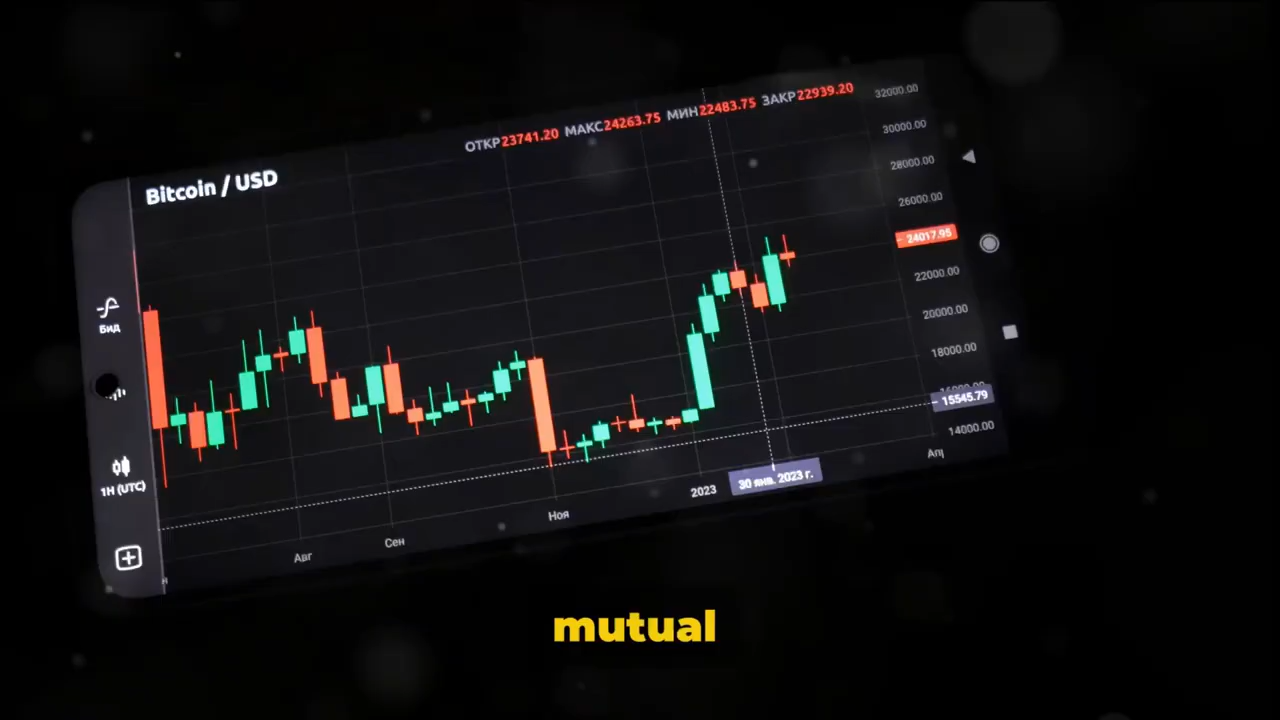 ОТКР23741.20 МАКС24263.75 МИН22483.75 ЗАКР22939.20
Bitcoin / USD
32000.00
30000.00
28000.00
26000.00
24017.95
22000.00
20000.00
18000.00
15545.79
14000.00
Бид
1Н (UTC)
Авг
Сен
Ноя
2023
30 янв. 2023 г.
Апр
mutual